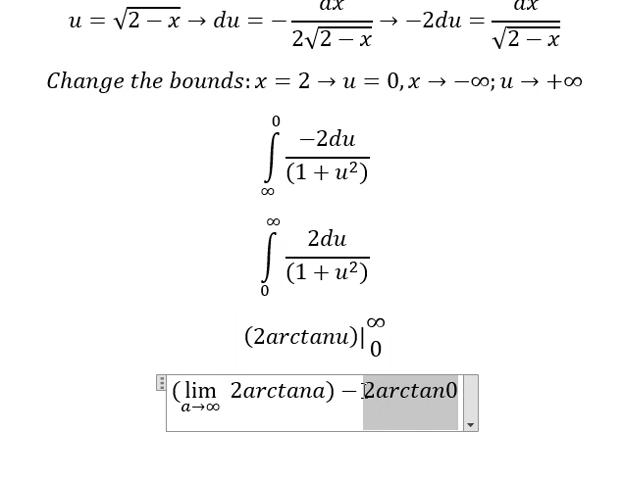 u = √2 − x → du = − dx / 2√2 − x → −2du = dx / √2 − x
Change the bounds: x = 2 → u = 0, x → −∞; u → +∞
∫_∞^0 −2du / (1 + u²)
∫_0^∞ 2du / (1 + u²)
(2arctanu)|_0^∞
(lim_{a→∞} 2arctana) − 2arctan0